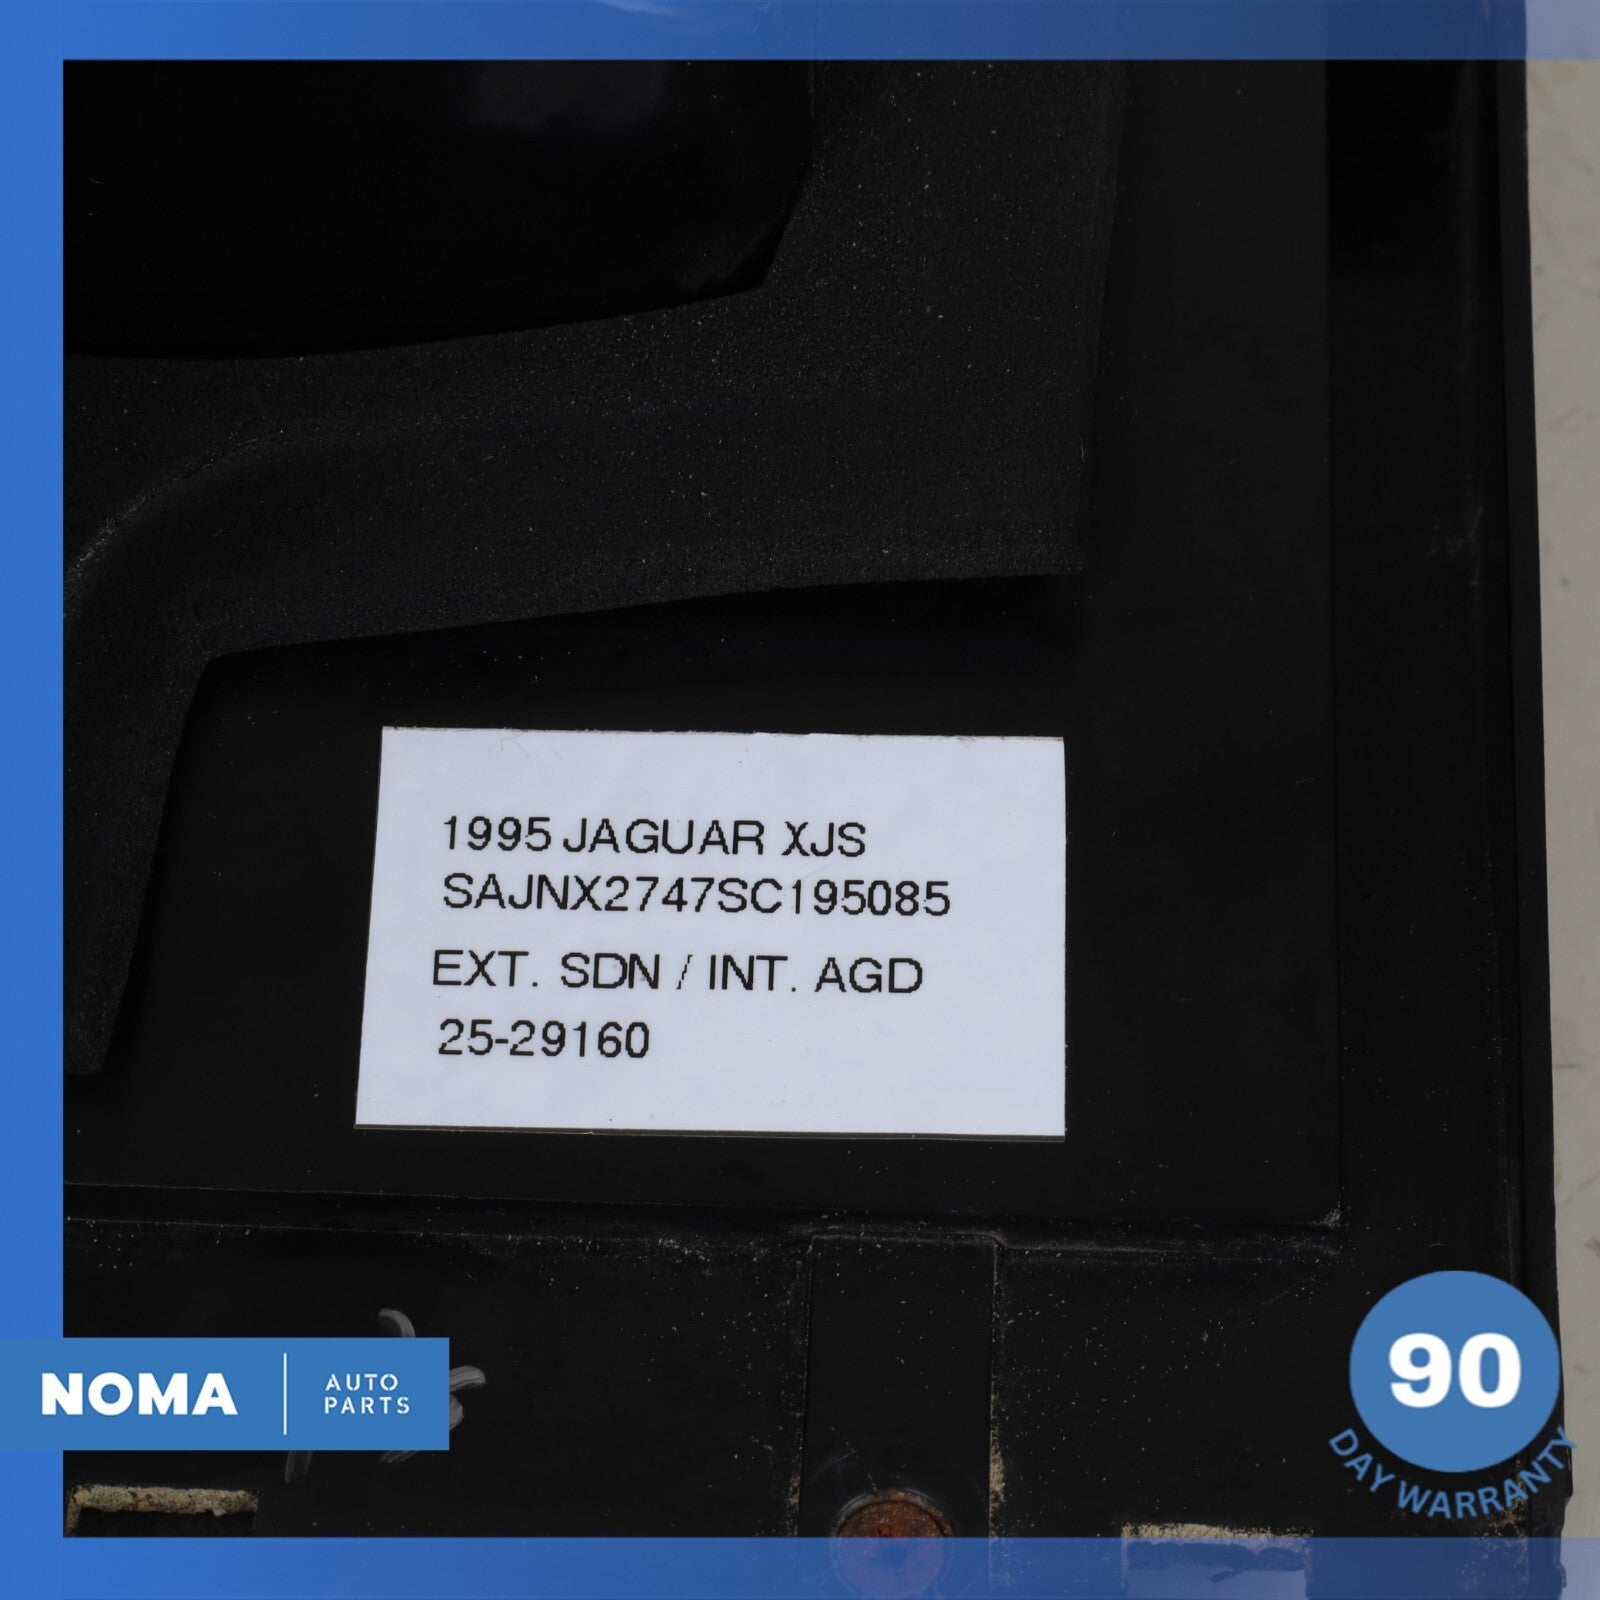 1995 JAGUAR XJS
SAJNX2747SC195085
EXT. SDN / INT. AGD
25-29160
NOMA
AUTO
PARTS
90
DAY WARRANTY